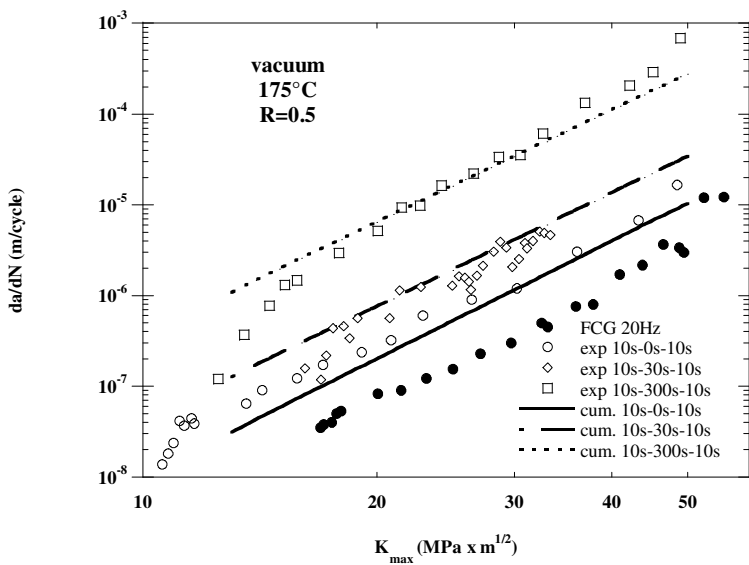 10⁻³
10⁻⁴
10⁻⁵
10⁻⁶
10⁻⁷
10⁻⁸
da/dN (m/cycle)
vacuum
175°C
R=0.5
FCG 20Hz
exp 10s-0s-10s
exp 10s-30s-10s
exp 10s-300s-10s
cum. 10s-0s-10s
cum. 10s-30s-10s
cum. 10s-300s-10s
10 20 30 40 50
K_max (MPa x m^1/2)